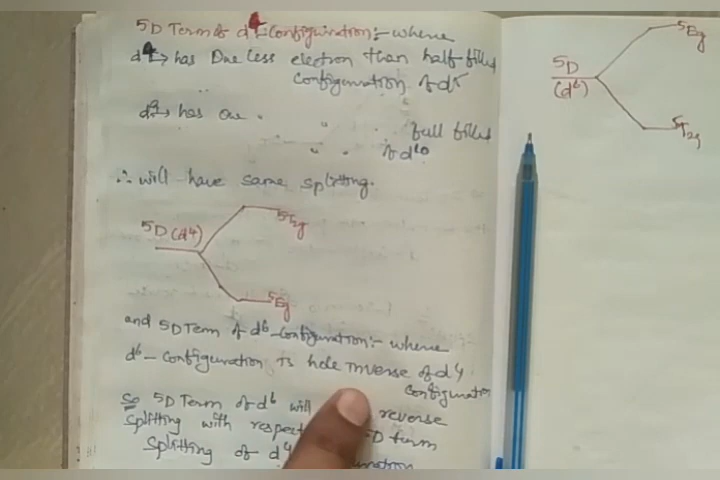 5D Term of d4 - Configuration:- where
d4 → has One less electron than half filled
configuration of d5
d9 → has one " full filled
" " of d10
∴ will have same splitting.
5D (d4)
5T2g
5Eg
and 5D Term of d6 - Configuration:- where
d6 - Configuration is hole inverse of d4
configuration
So 5D Term of d6 will reverse
splitting with respect 5D term
splitting of d4
5D
(d6)
5Eg
5T2g